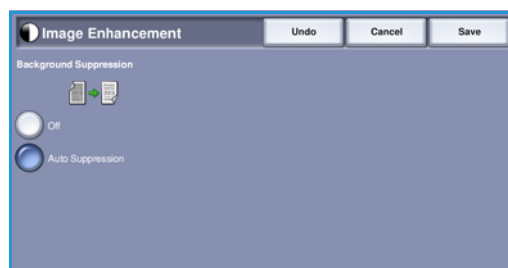 Image Enhancement
Undo
Cancel
Save
Background Suppression
Off
Auto Suppression